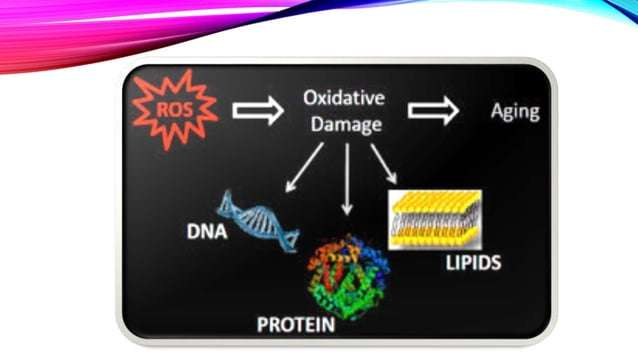 ROS
Oxidative
Damage
Aging
DNA
LIPIDS
PROTEIN